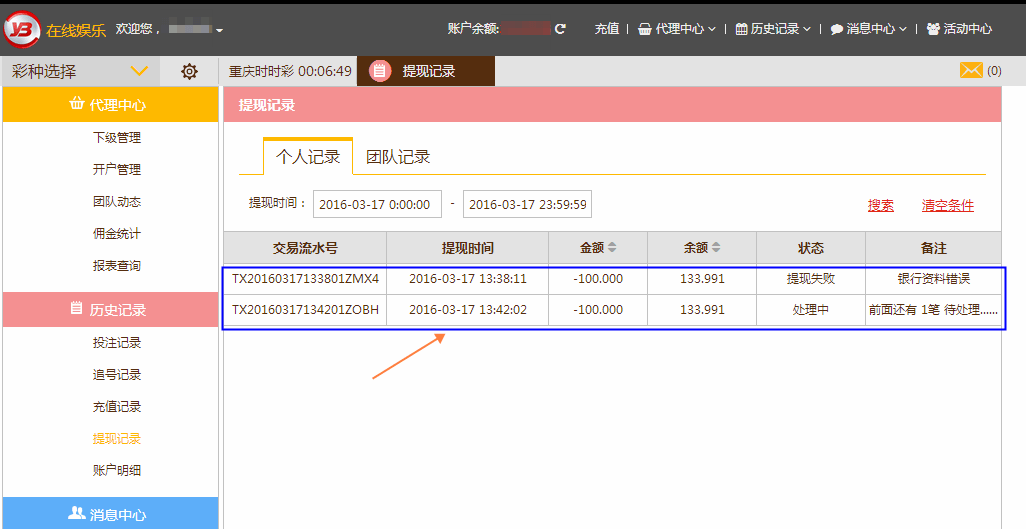 YB 在线娱乐 欢迎您， 账户余额: 充值 | 代理中心 | 历史记录 | 消息中心 | 活动中心
彩种选择 重庆时时彩 00:06:49 提现记录 (0)
代理中心
下级管理
开户管理
团队动态
佣金统计
报表查询
历史记录
投注记录
追号记录
充值记录
提现记录
账户明细
消息中心
提现记录
个人记录 团队记录
提现时间： 2016-03-17 0:00:00 - 2016-03-17 23:59:59 搜索 清空条件
交易流水号 提现时间 金额 余额 状态 备注
TX20160317133801ZMX4 2016-03-17 13:38:11 -100.000 133.991 提现失败 银行资料错误
TX20160317134201ZOBH 2016-03-17 13:42:02 -100.000 133.991 处理中 前面还有 1笔 待处理......